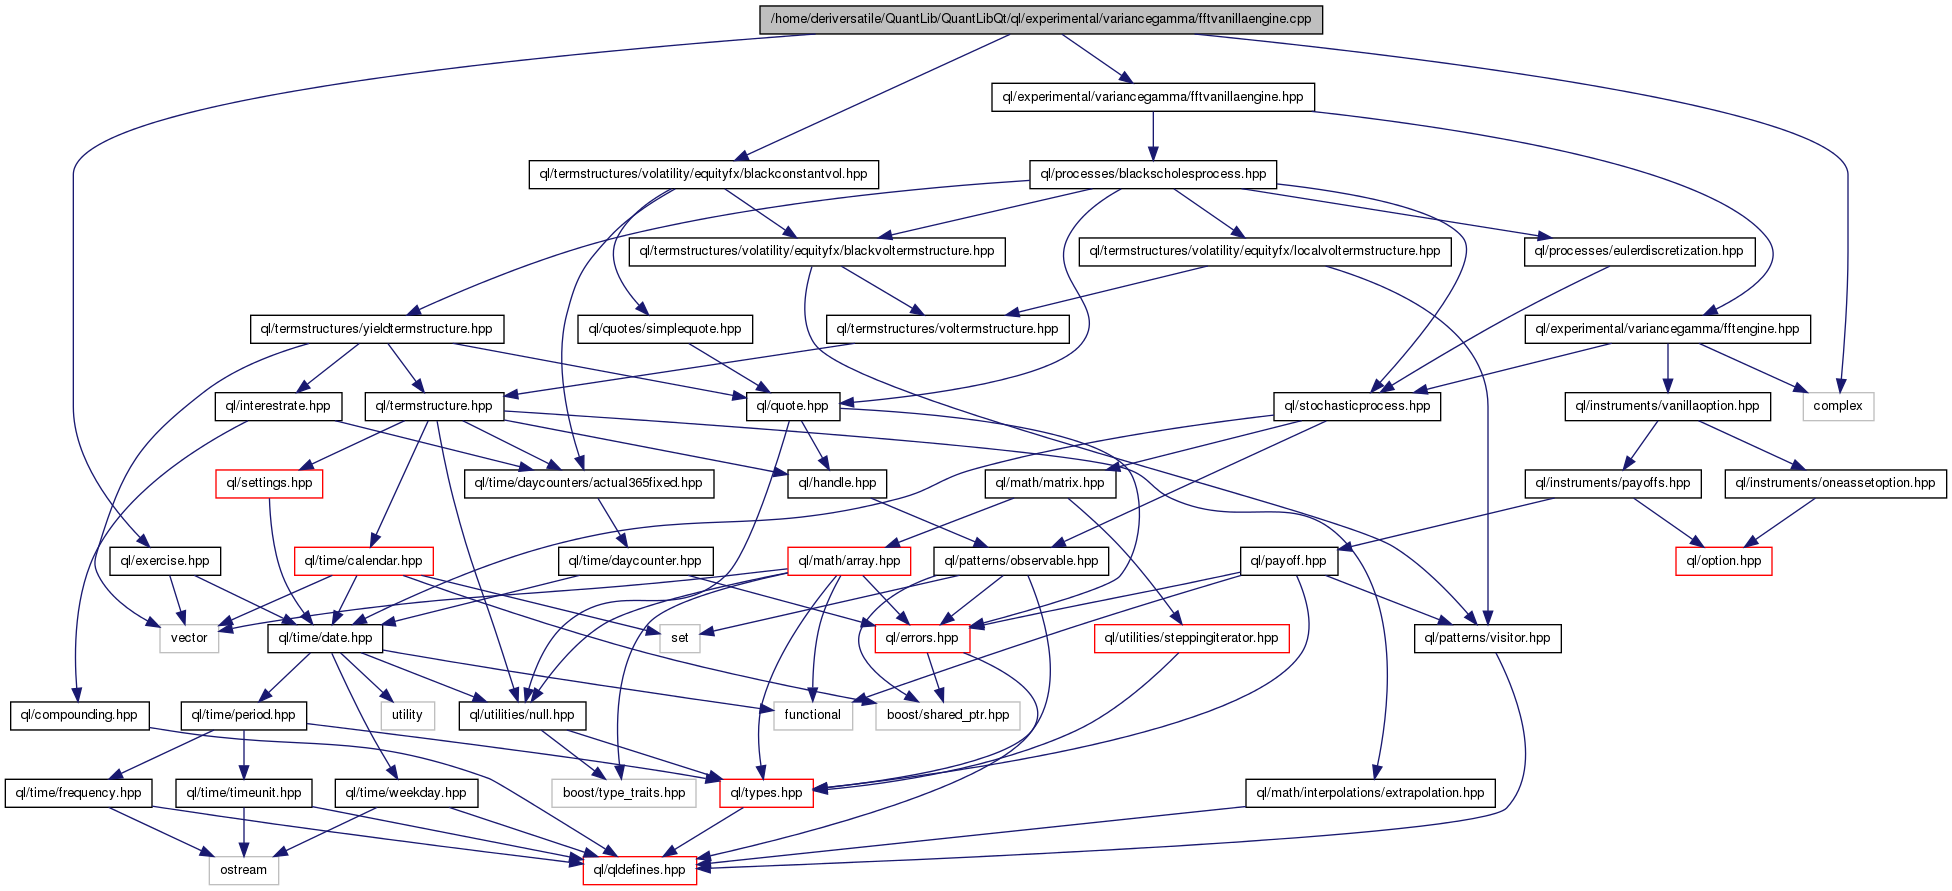 /home/deriversatile/QuantLib/QuantLibQt/ql/experimental/variancegamma/fftvanillaengine.cpp
ql/experimental/variancegamma/fftvanillaengine.hpp
ql/termstructures/volatility/equityfx/blackconstantvol.hpp
ql/processes/blackscholesprocess.hpp
ql/termstructures/volatility/equityfx/blackvoltermstructure.hpp
ql/termstructures/volatility/equityfx/localvoltermstructure.hpp
ql/processes/eulerdiscretization.hpp
ql/termstructures/yieldtermstructure.hpp
ql/quotes/simplequote.hpp
ql/termstructures/voltermstructure.hpp
ql/experimental/variancegamma/fftengine.hpp
ql/interestrate.hpp
ql/termstructure.hpp
ql/quote.hpp
ql/stochasticprocess.hpp
ql/instruments/vanillaoption.hpp
complex
ql/settings.hpp
ql/time/daycounters/actual365fixed.hpp
ql/handle.hpp
ql/math/matrix.hpp
ql/instruments/payoffs.hpp
ql/instruments/oneassetoption.hpp
ql/exercise.hpp
ql/time/calendar.hpp
ql/time/daycounter.hpp
ql/math/array.hpp
ql/patterns/observable.hpp
ql/payoff.hpp
ql/option.hpp
vector
ql/time/date.hpp
set
ql/errors.hpp
ql/utilities/steppingiterator.hpp
ql/patterns/visitor.hpp
ql/compounding.hpp
ql/time/period.hpp
utility
ql/utilities/null.hpp
functional
boost/shared_ptr.hpp
ql/time/frequency.hpp
ql/time/timeunit.hpp
ql/time/weekday.hpp
boost/type_traits.hpp
ql/types.hpp
ql/math/interpolations/extrapolation.hpp
ostream
ql/qldefines.hpp